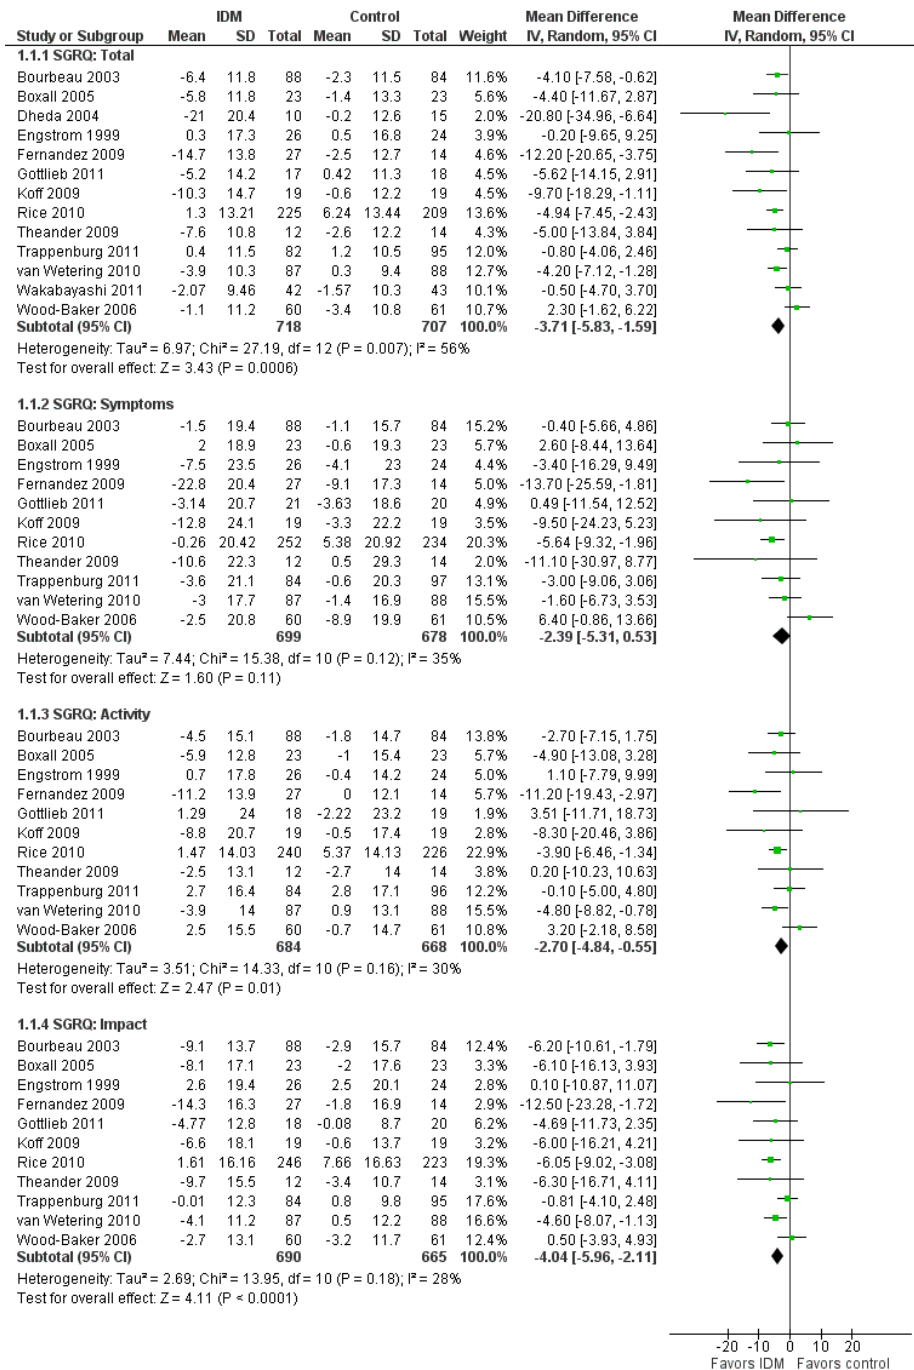 IDM Control Mean Difference Mean Difference
Study or Subgroup Mean SD Total Mean SD Total Weight IV, Random, 95% CI IV, Random, 95% CI
1.1.1 SGRQ: Total
Bourbeau 2003 -6.4 11.8 88 -2.3 11.5 84 11.6% -4.10 [-7.58, -0.62]
Boxall 2005 -5.8 11.8 23 -1.4 13.3 23 5.6% -4.40 [-11.67, 2.87]
Dheda 2004 -21 20.4 10 -0.2 12.6 15 2.0% -20.80 [-34.96, -6.64]
Engstrom 1999 0.3 17.3 26 0.5 16.8 24 3.9% -0.20 [-9.65, 9.25]
Fernandez 2009 -14.7 13.8 27 -2.5 12.7 14 4.6% -12.20 [-20.65, -3.75]
Gottlieb 2011 -5.2 14.2 17 0.42 11.3 18 4.5% -5.62 [-14.15, 2.91]
Koff 2009 -10.3 14.7 19 -0.6 12.2 19 4.5% -9.70 [-18.29, -1.11]
Rice 2010 1.3 13.21 225 6.24 13.44 209 13.6% -4.94 [-7.45, -2.43]
Theander 2009 -7.6 10.8 12 -2.6 12.2 14 4.3% -5.00 [-13.84, 3.84]
Trappenburg 2011 0.4 11.5 82 1.2 10.5 95 12.0% -0.80 [-4.06, 2.46]
van Wetering 2010 -3.9 10.3 87 0.3 9.4 88 12.7% -4.20 [-7.12, -1.28]
Wakabayashi 2011 -2.07 9.46 42 -1.57 10.3 43 10.1% -0.50 [-4.70, 3.70]
Wood-Baker 2006 -1.1 11.2 60 -3.4 10.8 61 10.6% 2.30 [-1.62, 6.22]
Subtotal (95% CI) 718 707 100.0% -3.71 [-5.83, -1.59]
Heterogeneity: Tau² = 6.97; Chi² = 27.19, df = 12 (P = 0.007); I² = 56%
Test for overall effect: Z = 3.43 (P = 0.0006)
1.1.2 SGRQ: Symptoms
Bourbeau 2003 -1.5 19.4 88 -1.1 15.7 84 15.2% -0.40 [-5.66, 4.86]
Boxall 2005 2 18.9 23 -0.6 19.3 23 5.7% 2.60 [-8.44, 13.64]
Engstrom 1999 -7.5 23.5 26 -4.1 23 24 4.4% -3.40 [-16.29, 9.49]
Fernandez 2009 -22.8 20.4 27 -9.1 17.3 14 5.0% -13.70 [-25.59, -1.81]
Gottlieb 2011 -3.14 20.7 21 -3.63 18.6 20 4.9% 0.49 [-11.54, 12.52]
Koff 2009 -12.8 24.1 19 -3.3 22.2 19 3.5% -9.50 [-24.23, 5.23]
Rice 2010 -0.26 20.42 252 5.38 20.92 234 20.3% -5.64 [-9.32, -1.96]
Theander 2009 -10.6 22.3 12 0.5 29.3 14 2.0% -11.10 [-30.97, 8.77]
Trappenburg 2011 -3.6 21.1 84 -0.6 20.3 97 13.1% -3.00 [-9.06, 3.06]
van Wetering 2010 -3 17.7 87 -1.4 16.9 88 15.5% -1.60 [-6.73, 3.53]
Wood-Baker 2006 -2.5 20.8 60 -8.9 19.9 61 10.5% 6.40 [-0.86, 13.66]
Subtotal (95% CI) 699 678 100.0% -2.39 [-5.31, 0.53]
Heterogeneity: Tau² = 7.44; Chi² = 15.38, df = 10 (P = 0.12); I² = 35%
Test for overall effect: Z = 1.60 (P = 0.11)
1.1.3 SGRQ: Activity
Bourbeau 2003 -4.5 15.1 88 -1.8 14.7 84 13.8% -2.70 [-7.15, 1.75]
Boxall 2005 -5.9 12.8 23 -1 15.4 23 5.7% -4.90 [-13.08, 3.28]
Engstrom 1999 0.7 17.8 26 -0.4 14.2 24 5.0% 1.10 [-7.79, 9.99]
Fernandez 2009 -11.2 13.9 27 0 12.1 14 5.7% -11.20 [-19.43, -2.97]
Gottlieb 2011 1.29 24 18 -2.22 23.2 19 1.9% 3.51 [-11.71, 18.73]
Koff 2009 -8.8 20.7 19 -0.5 17.4 19 2.8% -8.30 [-20.46, 3.86]
Rice 2010 1.47 14.03 240 5.37 14.13 226 22.9% -3.90 [-6.46, -1.34]
Theander 2009 -2.5 13.1 12 -2.7 14 14 3.8% 0.20 [-10.23, 10.63]
Trappenburg 2011 2.7 16.4 84 2.8 17.1 96 12.2% -0.10 [-5.00, 4.80]
van Wetering 2010 -3.9 14 87 0.9 13.1 88 15.5% -4.80 [-8.82, -0.78]
Wood-Baker 2006 2.5 15.5 60 -0.7 14.7 61 10.8% 3.20 [-2.18, 8.58]
Subtotal (95% CI) 684 668 100.0% -2.70 [-4.84, -0.55]
Heterogeneity: Tau² = 3.51; Chi² = 14.33, df = 10 (P = 0.16); I² = 30%
Test for overall effect: Z = 2.47 (P = 0.01)
1.1.4 SGRQ: Impact
Bourbeau 2003 -9.1 13.7 88 -2.9 15.7 84 12.4% -6.20 [-10.61, -1.79]
Boxall 2005 -8.1 17.1 23 -2 17.6 23 3.3% -6.10 [-16.13, 3.93]
Engstrom 1999 2.6 19.4 26 2.5 20.1 24 2.8% 0.10 [-10.87, 11.07]
Fernandez 2009 -14.3 16.3 27 -1.8 16.9 14 2.9% -12.50 [-23.28, -1.72]
Gottlieb 2011 -4.77 12.8 18 -0.08 8.7 20 6.1% -4.69 [-11.73, 2.35]
Koff 2009 -6.6 18.1 19 -0.6 13.7 19 3.2% -6.00 [-16.21, 4.21]
Rice 2010 1.61 16.16 246 7.66 16.63 223 19.3% -6.05 [-9.02, -3.08]
Theander 2009 -9.7 15.5 12 -3.4 10.7 14 3.1% -6.30 [-16.71, 4.11]
Trappenburg 2011 -0.01 12.3 84 0.8 9.8 95 17.6% -0.81 [-4.10, 2.48]
van Wetering 2010 -4.1 11.2 87 0.5 12.2 88 16.6% -4.60 [-8.07, -1.13]
Wood-Baker 2006 -2.7 13.1 60 -3.2 11.7 61 12.4% 0.50 [-3.93, 4.93]
Subtotal (95% CI) 690 665 100.0% -4.04 [-5.96, -2.11]
Heterogeneity: Tau² = 2.69; Chi² = 13.95, df = 10 (P = 0.18); I² = 28%
Test for overall effect: Z = 4.11 (P < 0.0001)
-20 -10 0 10 20
Favors IDM Favors control